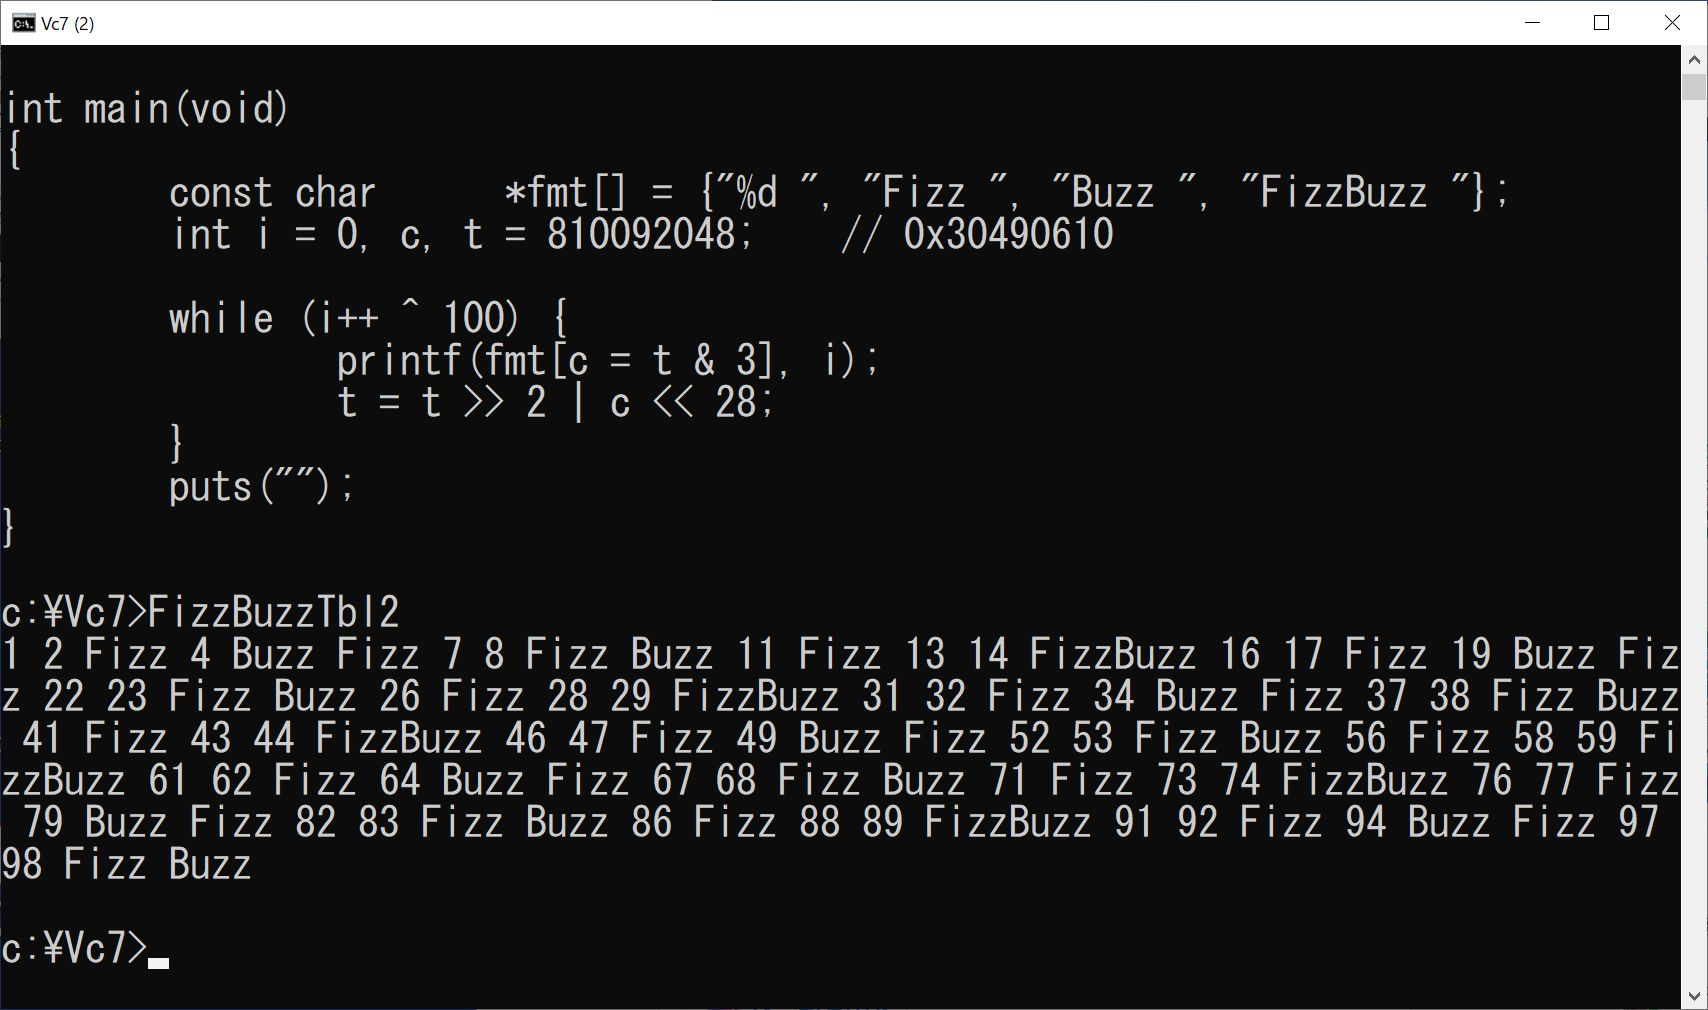 Vc7 (2)
int main(void)
{
        const char      *fmt[] = {"%d ", "Fizz ", "Buzz ", "FizzBuzz "};
        int i = 0, c, t = 810092048;    // 0x30490610
        while (i++ ^ 100) {
                printf(fmt[c = t & 3], i);
                t = t >> 2 | c << 28;
        }
        puts("");
}
c:¥Vc7>FizzBuzzTbl2
1 2 Fizz 4 Buzz Fizz 7 8 Fizz Buzz 11 Fizz 13 14 FizzBuzz 16 17 Fizz 19 Buzz Fiz
z 22 23 Fizz Buzz 26 Fizz 28 29 FizzBuzz 31 32 Fizz 34 Buzz Fizz 37 38 Fizz Buzz
 41 Fizz 43 44 FizzBuzz 46 47 Fizz 49 Buzz Fizz 52 53 Fizz Buzz 56 Fizz 58 59 Fi
zzBuzz 61 62 Fizz 64 Buzz Fizz 67 68 Fizz Buzz 71 Fizz 73 74 FizzBuzz 76 77 Fizz
 79 Buzz Fizz 82 83 Fizz Buzz 86 Fizz 88 89 FizzBuzz 91 92 Fizz 94 Buzz Fizz 97
98 Fizz Buzz
c:¥Vc7>